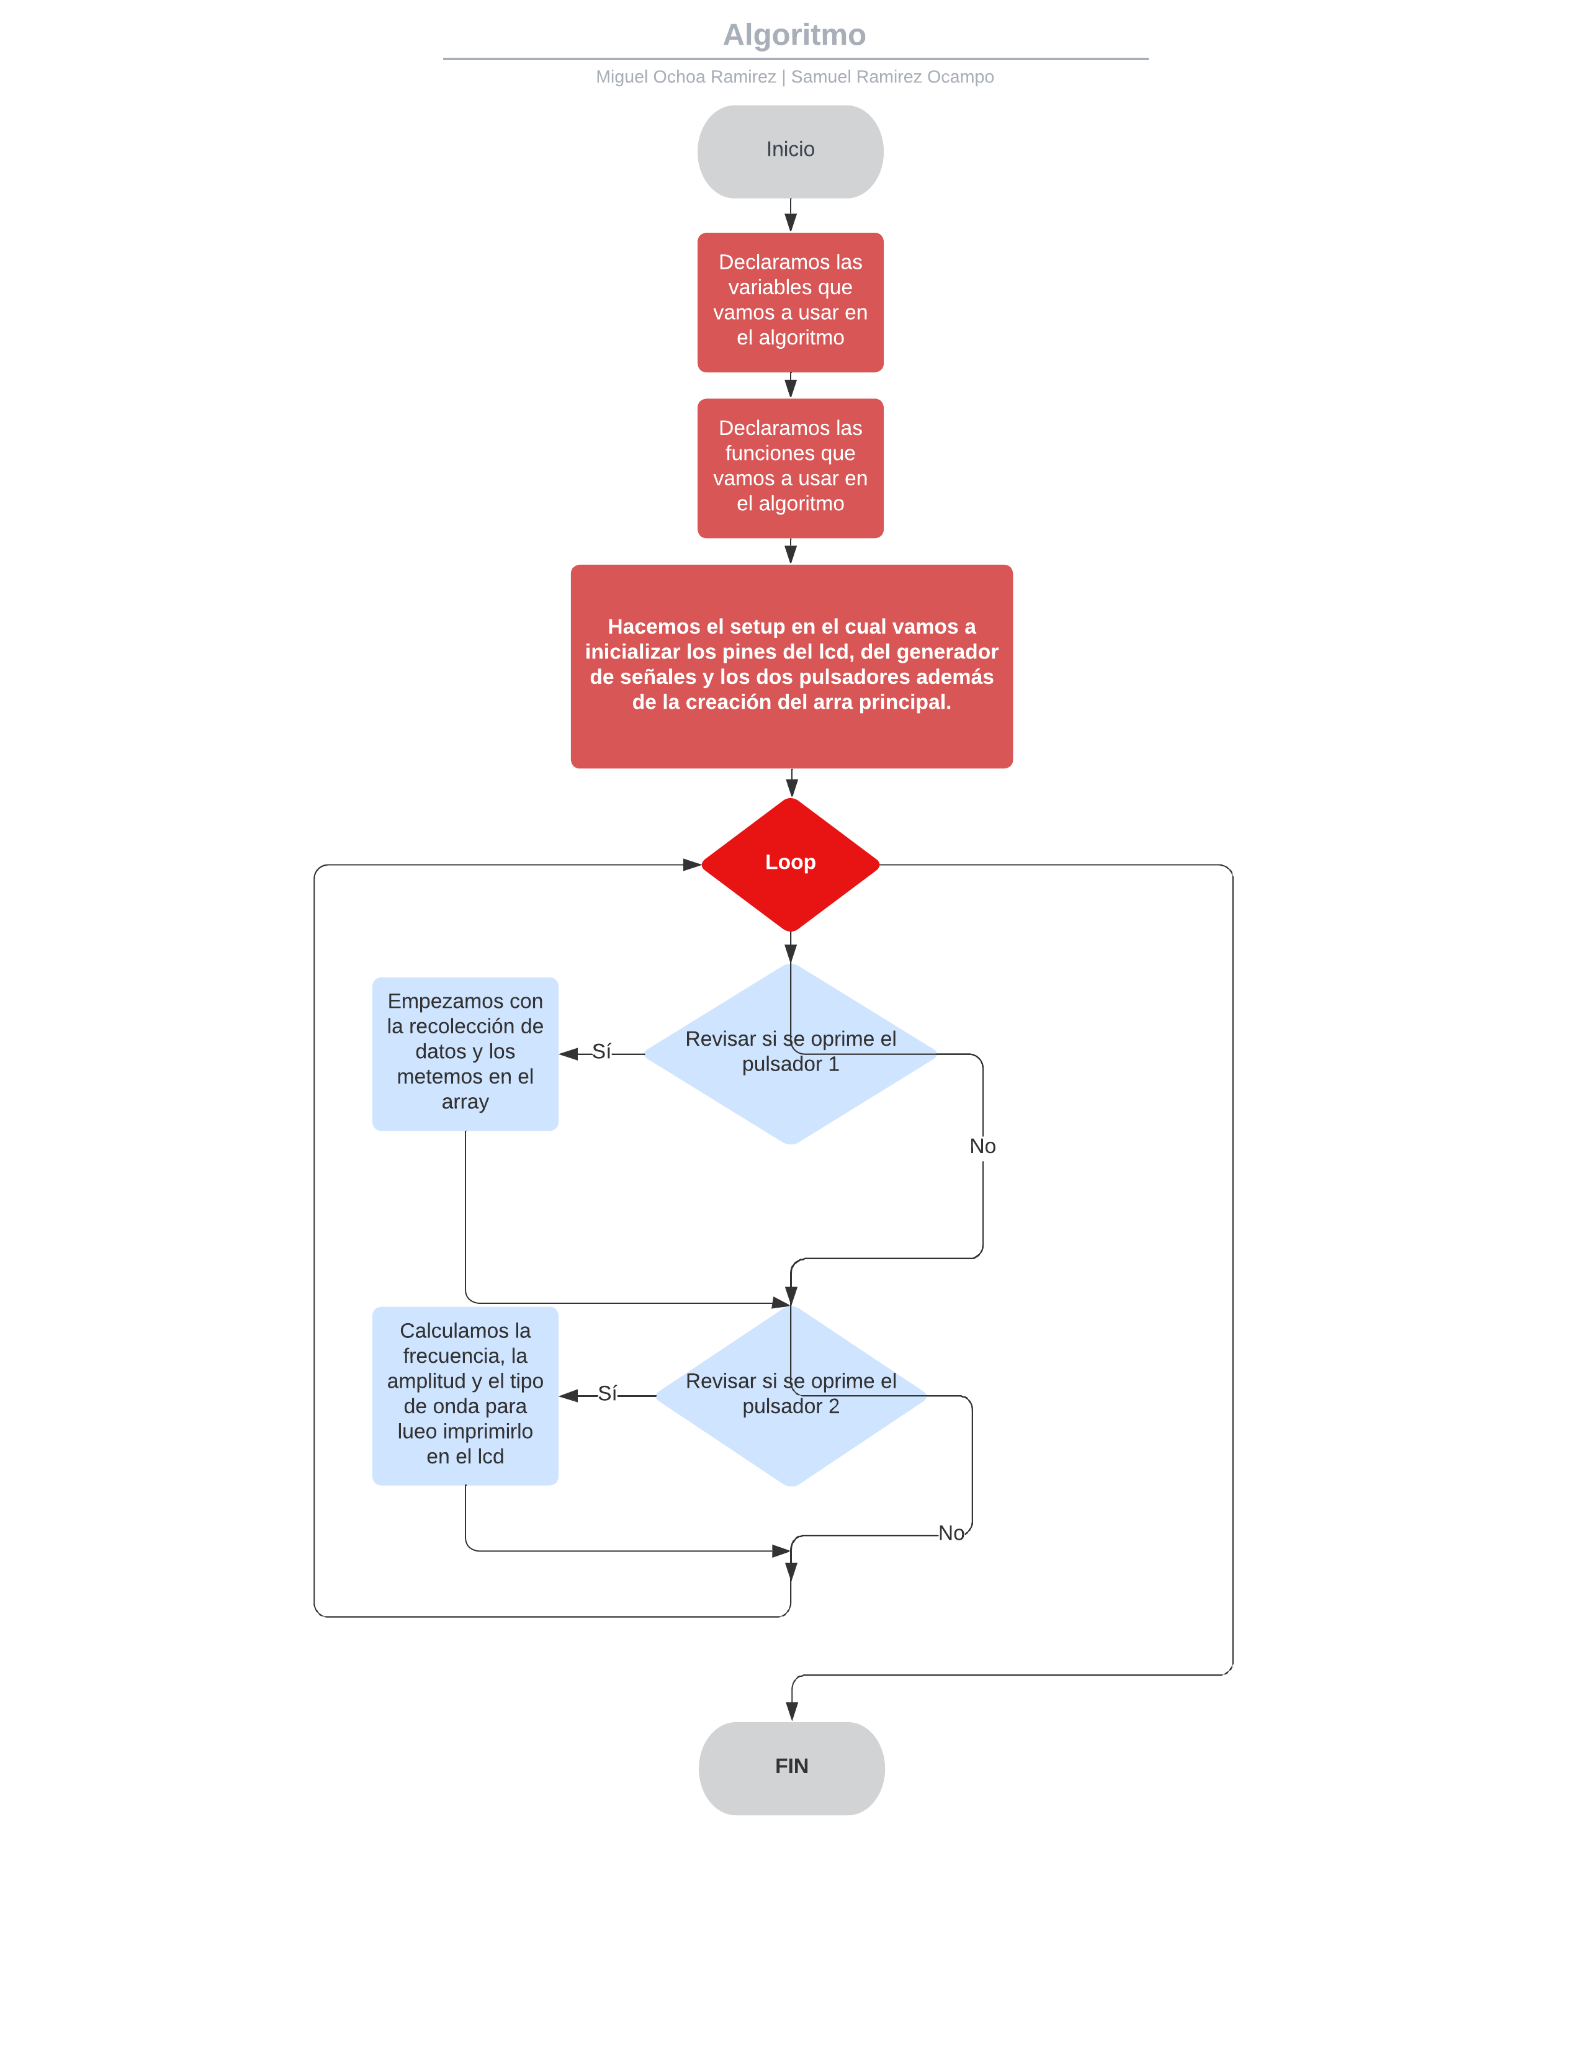 Algoritmo
Miguel Ochoa Ramirez | Samuel Ramirez Ocampo
Inicio
Declaramos las
variables que
vamos a usar en
el algoritmo
Declaramos las
funciones que
vamos a usar en
el algoritmo
Hacemos el setup en el cual vamos a
inicializar los pines del lcd, del generador
de señales y los dos pulsadores además
de la creación del arra principal.
Loop
Empezamos con
la recolección de
datos y los
metemos en el
array
Sí
Revisar si se oprime el
pulsador 1
No
Calculamos la
frecuencia, la
amplitud y el tipo
de onda para
lueo imprimirlo
en el lcd
Sí
Revisar si se oprime el
pulsador 2
No
FIN